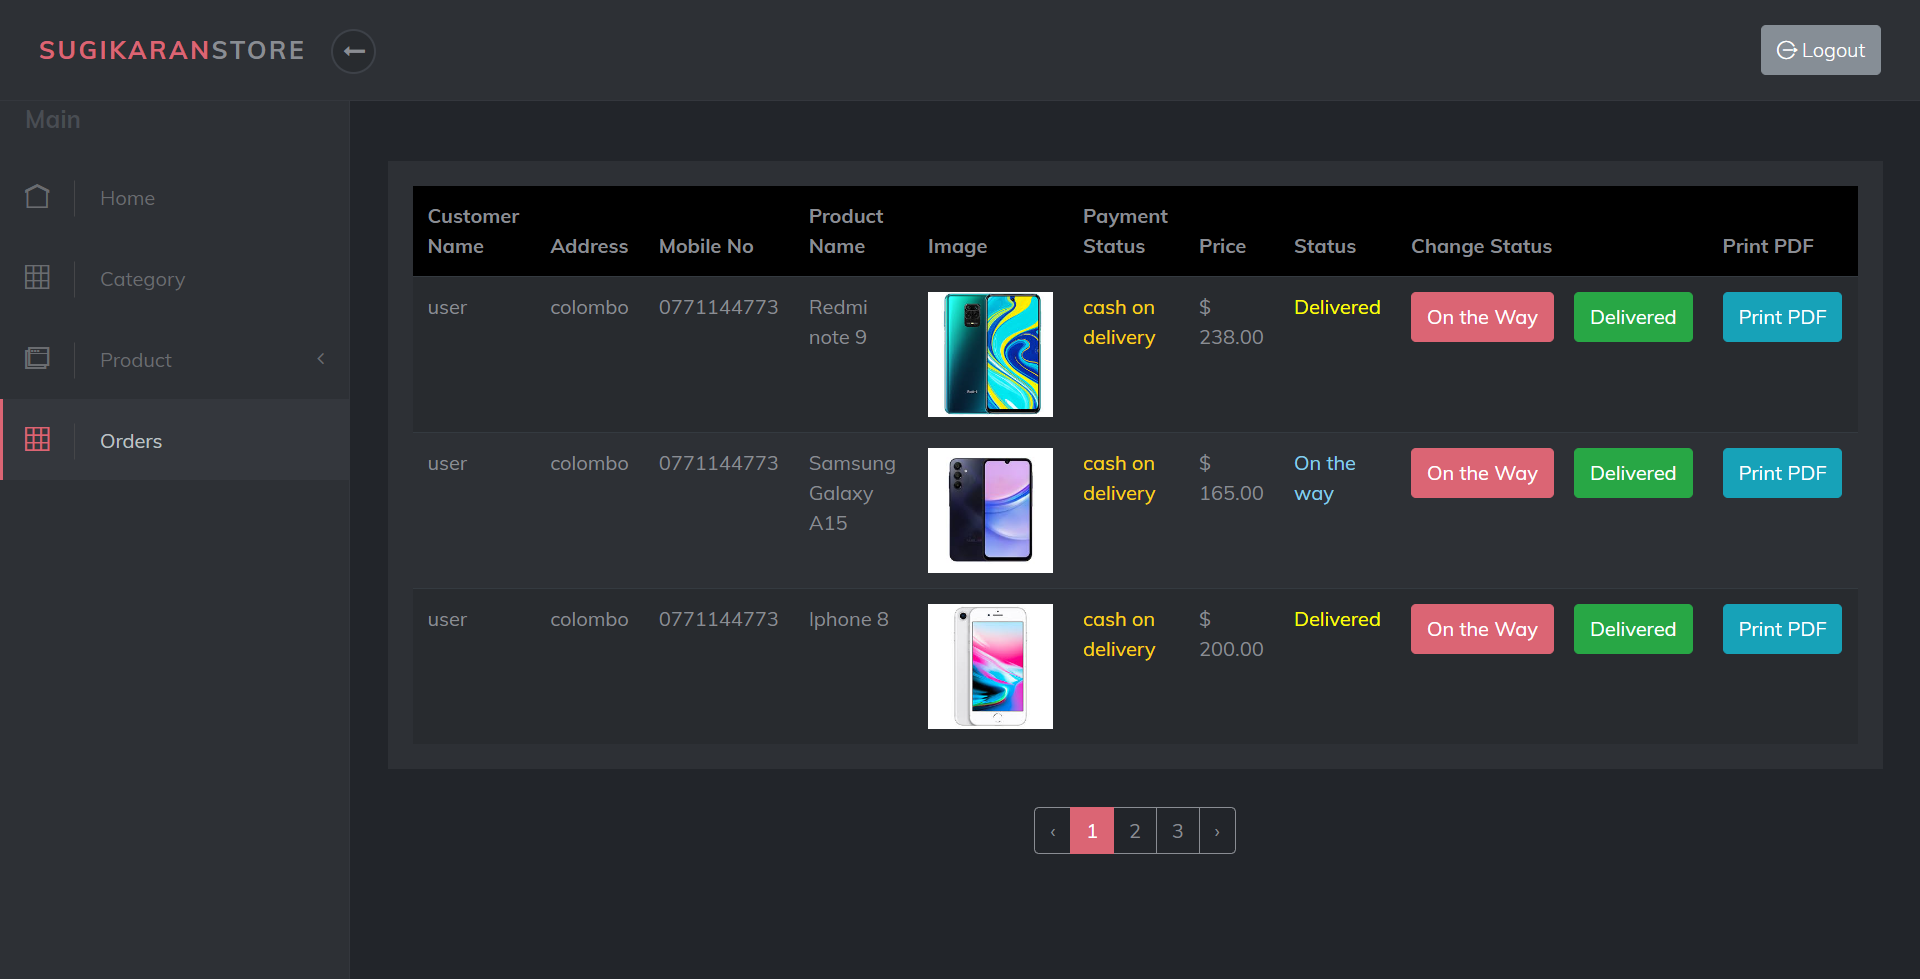 SUGIKARANSTORE
Logout
Main
Home
Category
Product
Orders
Customer Name Address Mobile No Product Name Image Payment Status Price Status Change Status Print PDF
user colombo 0771144773 Redmi note 9 cash on delivery $ 238.00 Delivered On the Way Delivered Print PDF
user colombo 0771144773 Samsung Galaxy A15 cash on delivery $ 165.00 On the way On the Way Delivered Print PDF
user colombo 0771144773 Iphone 8 cash on delivery $ 200.00 Delivered On the Way Delivered Print PDF
‹ 1 2 3 ›